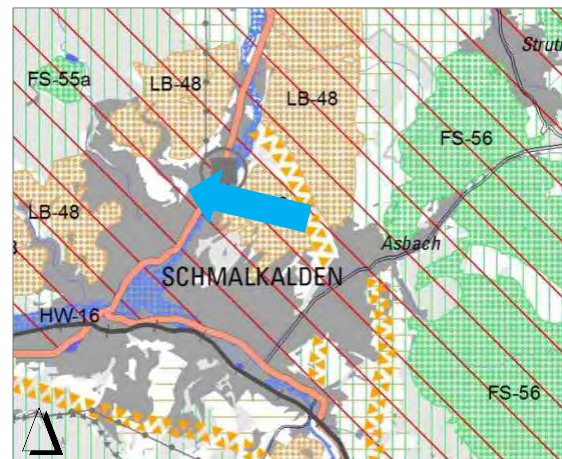 Struth
FS-55a
LB-48
LB-48
FS-56
LB-48
Asbach
SCHMALKALDEN
HW-16
FS-56